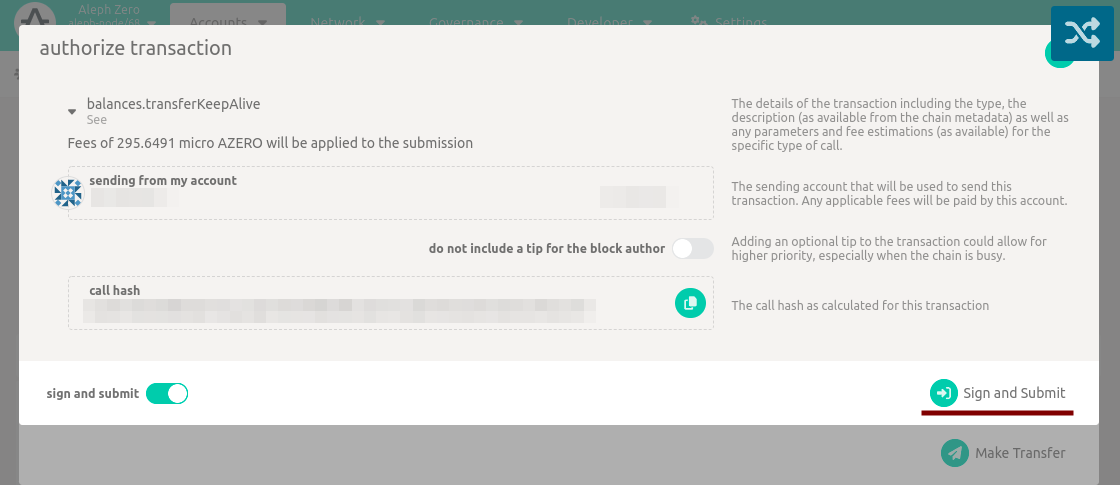 Aleph Zero
aleph-node/68
Accounts
Network
Governance
Developer
Settings
authorize transaction
balances.transferKeepAlive
See
Fees of 295.6491 micro AZERO will be applied to the submission
The details of the transaction including the type, the
description (as available from the chain metadata) as well as
any parameters and fee estimations (as available) for the
specific type of call.
sending from my account
The sending account that will be used to send this
transaction. Any applicable fees will be paid by this account.
do not include a tip for the block author
Adding an optional tip to the transaction could allow for
higher priority, especially when the chain is busy.
call hash
The call hash as calculated for this transaction
sign and submit
Sign and Submit
Make Transfer